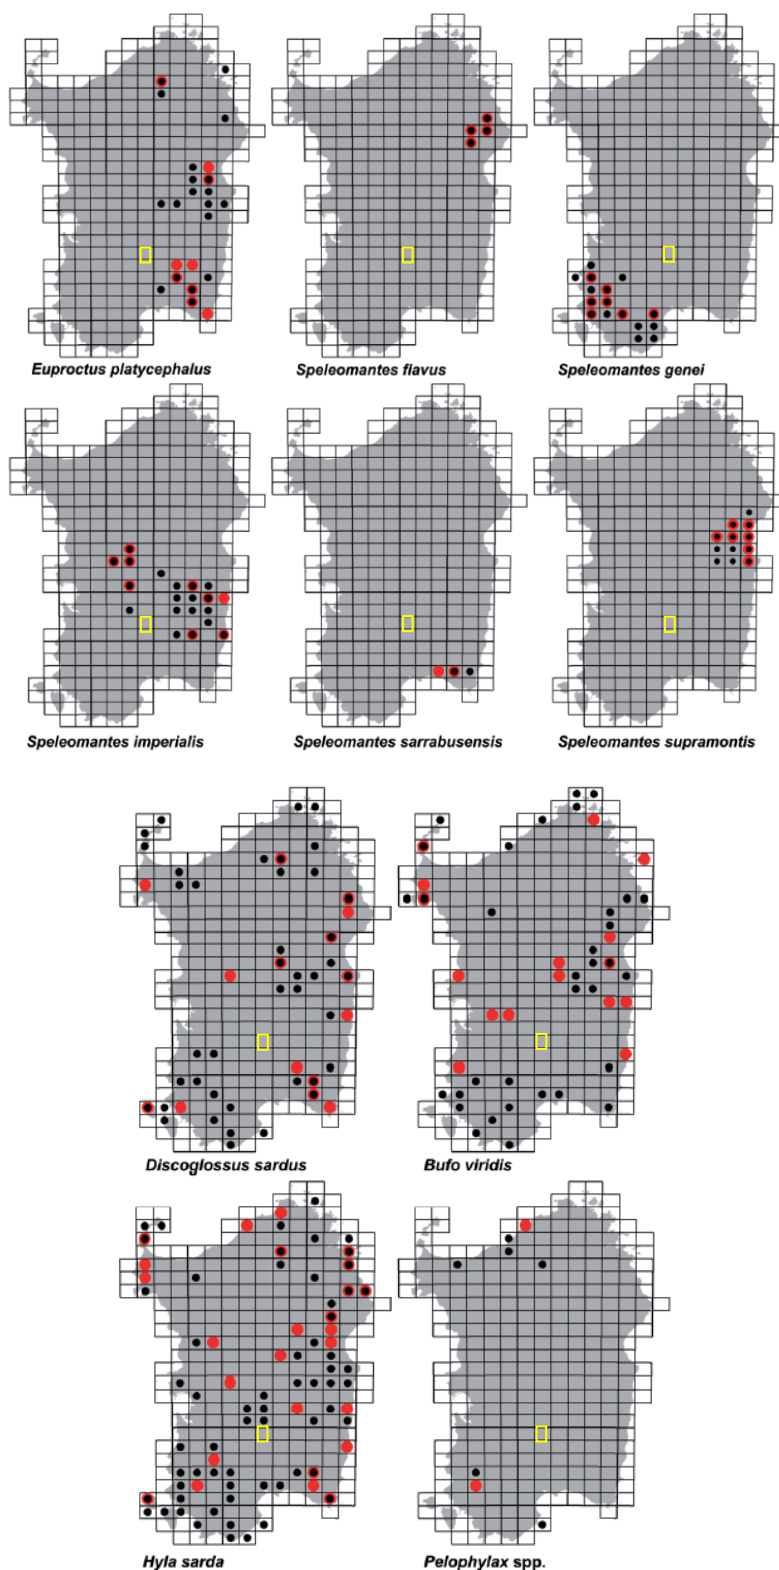 Euproctus platycephalus
Speleomantes flavus
Speleomantes genei
Speleomantes imperialis
Speleomantes sarrabusensis
Speleomantes supramontis
Discoglossus sardus
Bufo viridis
Hyla sarda
Pelophylax spp.